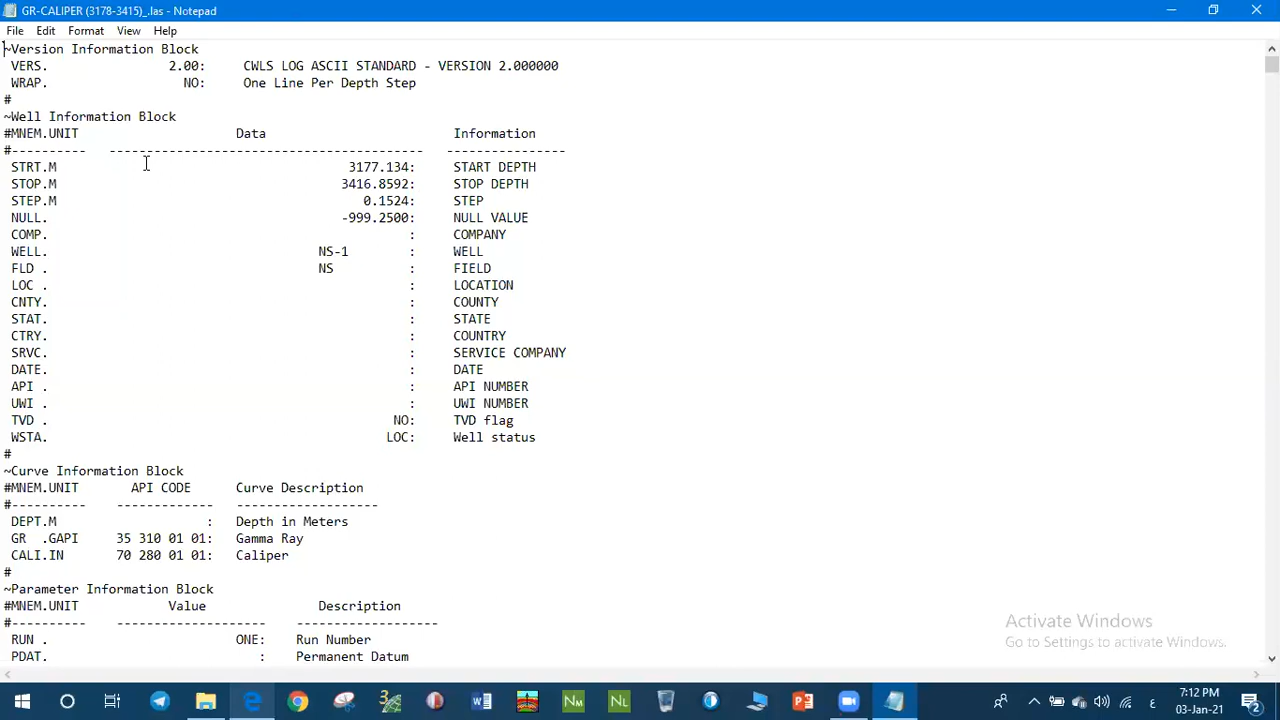 GR-CALIPER (3178-3415)_.las - Notepad
File Edit Format View Help
~Version Information Block
VERS. 2.00: CWLS LOG ASCII STANDARD - VERSION 2.000000
WRAP. NO: One Line Per Depth Step
#
~Well Information Block
#MNEM.UNIT Data Information
#---------- ------------------------------------------ ----------------
STRT.M 3177.134: START DEPTH
STOP.M 3416.8592: STOP DEPTH
STEP.M 0.1524: STEP
NULL. -999.2500: NULL VALUE
COMP. : COMPANY
WELL. NS-1 : WELL
FLD . NS : FIELD
LOC . : LOCATION
CNTY. : COUNTY
STAT. : STATE
CTRY. : COUNTRY
SRVC. : SERVICE COMPANY
DATE. : DATE
API . : API NUMBER
UWI . : UWI NUMBER
TVD . NO: TVD flag
WSTA. LOC: Well status
#
~Curve Information Block
#MNEM.UNIT API CODE Curve Description
#---------- ------------- -------------------
DEPT.M : Depth in Meters
GR .GAPI 35 310 01 01: Gamma Ray
CALI.IN 70 280 01 01: Caliper
#
~Parameter Information Block
#MNEM.UNIT Value Description
#---------- -------------------- -------------------
RUN . ONE: Run Number
PDAT. : Permanent Datum
Activate Windows
Go to Settings to activate Windows.
NM NL ع 7:12 PM
03-Jan-21
2